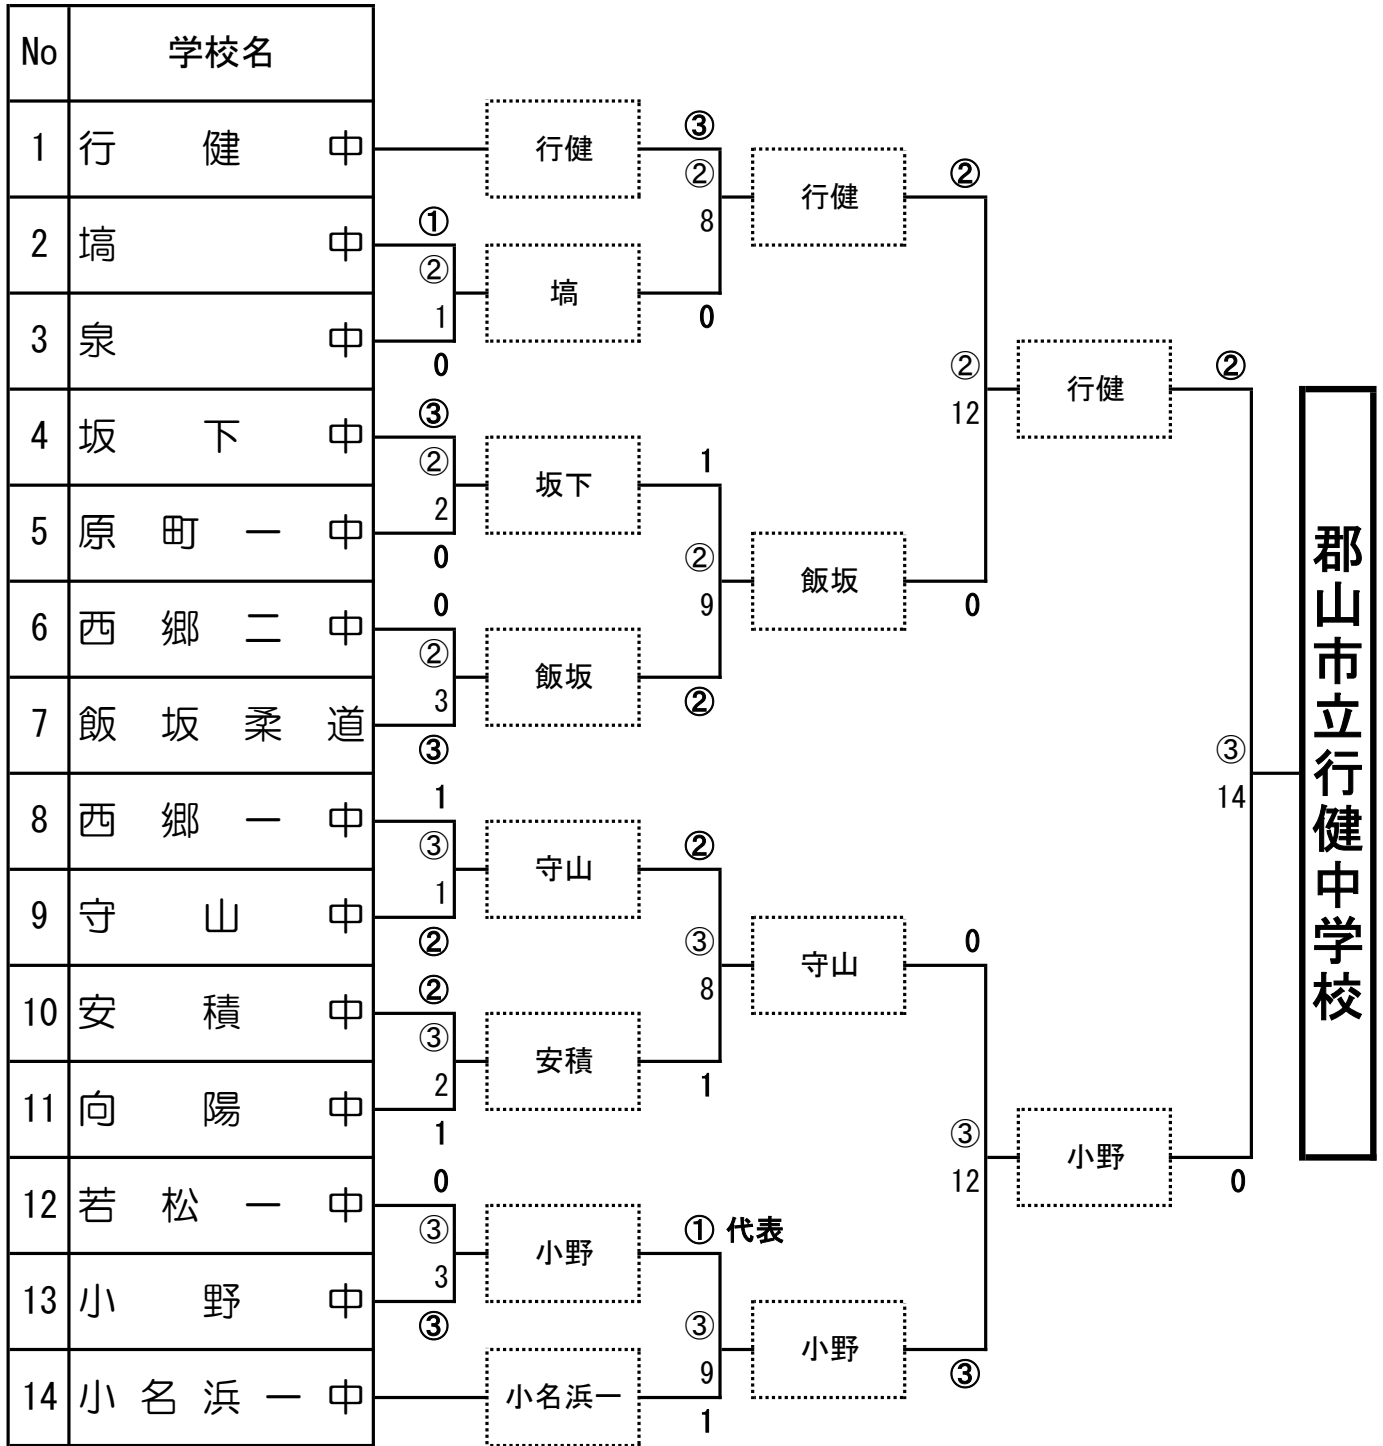 No 学校名
1 行健中
2 塙中
3 泉中
4 坂下中
5 原町一中
6 西郷二中
7 飯坂柔道
8 西郷一中
9 守山中
10 安積中
11 向陽中
12 若松一中
13 小野中
14 小名浜一中
①
②
1
0
③
②
2
0
0
②
3
③
1
③
1
②
②
③
2
1
0
③
3
③
行健
塙
坂下
飯坂
守山
安積
小野
小名浜一
③
②
8
0
1
②
9
②
②
③
8
1
① 代表
③
9
1
行健
飯坂
守山
小野
②
②
12
0
0
③
12
③
行健
小野
②
③
14
0
郡山市立行健中学校